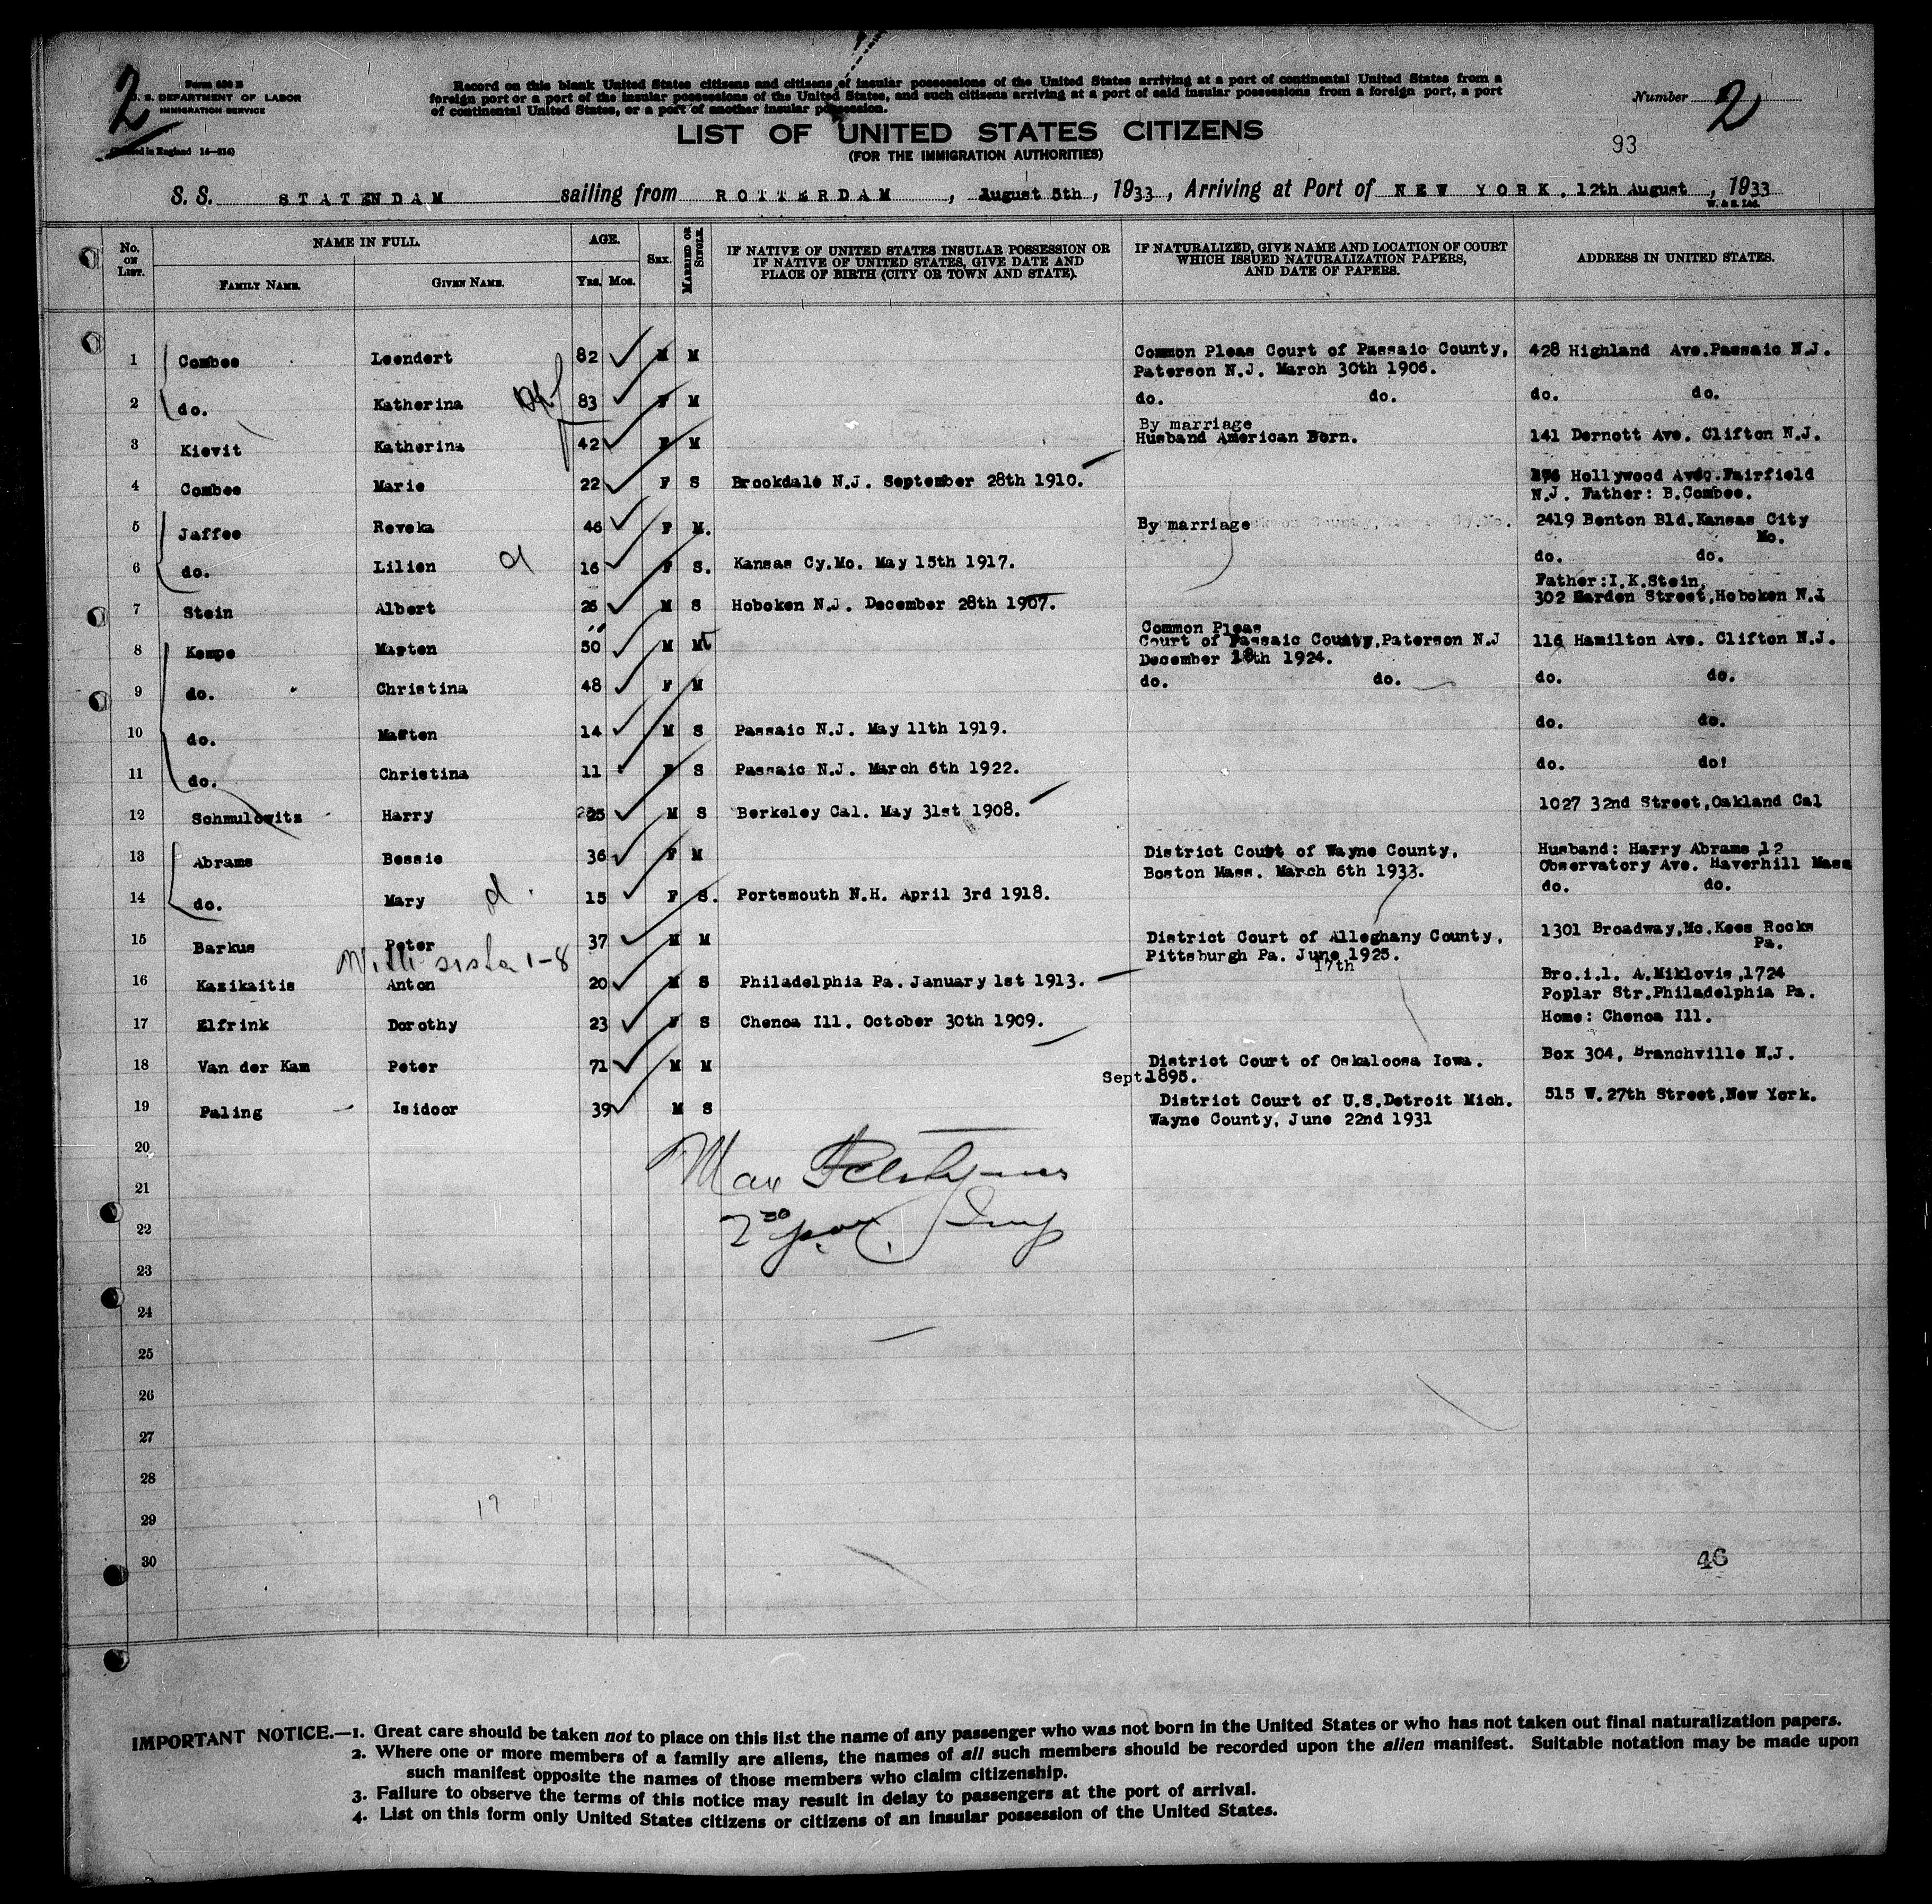 2
Form 630 B
U. S. DEPARTMENT OF LABOR
IMMIGRATION SERVICE
Record on this blank United States citizens and citizens of insular possessions of the United States arriving at a port of continental United States from a
foreign port or a port of the insular possessions of the United States, and such citizens arriving at a port of said insular possessions from a foreign port, a port
of continental United States, or a port of another insular possession.
Number 2
LIST OF UNITED STATES CITIZENS
(FOR THE IMMIGRATION AUTHORITIES)
93
S.S. STATENDAM sailing from ROTTERDAM, August 5th, 1933, Arriving at Port of NEW YORK, 12th August, 1933
W. & S. Ltd.
No. ON LIST. NAME IN FULL. FAMILY NAME. GIVEN NAME. AGE. YRS. MOS. SEX. MARRIED OR SINGLE. IF NATIVE OF UNITED STATES INSULAR POSSESSION OR IF NATIVE OF UNITED STATES, GIVE DATE AND PLACE OF BIRTH (CITY OR TOWN AND STATE). IF NATURALIZED, GIVE NAME AND LOCATION OF COURT WHICH ISSUED NATURALIZATION PAPERS, AND DATE OF PAPERS. ADDRESS IN UNITED STATES.
1 Combee Leendert 82 M M Common Pleas Court of Passaic County, 428 Highland Ave.Passaic N.J.
Paterson N.J. March 30th 1906.
2 do. Katherina 83 F M do. do. do. do.
By marriage
3 Kievit Katherina 42 F M Husband American Born. 141 Dernott Ave. Clifton N.J.
4 Combee Marie 22 F S Brookdale N.J. September 28th 1910. Hollywood Fairfield
N.J. Father: B.Combee.
5 Jaffee Reveka 46 F M. By marriage 2419 Benton Bld.Kansas City
Mo.
6 do. Lilien d 16 F S. Kansas Cy.Mo. May 15th 1917. do. do.
Father:I.K.Stein,
7 Stein Albert 25 M S Hoboken N.J. December 28th 1907. 302 Garden Street,Hoboken N.J
Common Pleas
8 Kempe Marten 50 M M Court of Passaic County,Paterson N.J 116 Hamilton Ave. Clifton N.J.
December 18th 1924.
9 do. Christina 48 F M do. do. do. do.
10 do. Marten 14 M S Passaic N.J. May 11th 1919. do. do.
11 do. Christina 11 F S Passaic N.J. March 6th 1922. do. do!
12 Schmulowitz Harry 25 M S Berkeley Cal. May 31st 1908. 1027 32nd Street,Oakland Cal
13 Abrams Bessie 36 F M District Court of Wayne County, Husband: Harry Abrams 12
Boston Mass. March 6th 1933. Observatory Ave. Haverhill Mass
14 do. Mary d. 15 F S. Portsmouth N.H. April 3rd 1918. do. do.
15 Barkus Peter 37 M M District Court of Alleghany County, 1301 Broadway,Mc.Kees Rocks
Pittsburgh Pa. June 1925. Pa.
17th
With sister 1-8
16 Kazikaitis Anton 20 M S Philadelphia Pa. January 1st 1913. Bro.i.l. A.Miklovis,1724
Poplar Str.Philadelphia Pa.
17 Elfrink Dorothy 23 F S Chenoa Ill. October 30th 1909. Home: Chenoa Ill.
18 Van der Kam Peter 71 M M District Court of Oskaloosa Iowa. Box 304, Branchville N.J.
Sept 1895.
19 Paling Isidoor 39 M S District Court of U.S.Detroit Mich. 515 W.27th Street,New York.
Wayne County, June 22nd 1931
20
21 Max
22
23
24
25
26
27
28
29
30
46
IMPORTANT NOTICE.—1. Great care should be taken not to place on this list the name of any passenger who was not born in the United States or who has not taken out final naturalization papers.
2. Where one or more members of a family are aliens, the names of all such members should be recorded upon the alien manifest. Suitable notation may be made upon
such manifest opposite the names of those members who claim citizenship.
3. Failure to observe the terms of this notice may result in delay to passengers at the port of arrival.
4. List on this form only United States citizens or citizens of an insular possession of the United States.